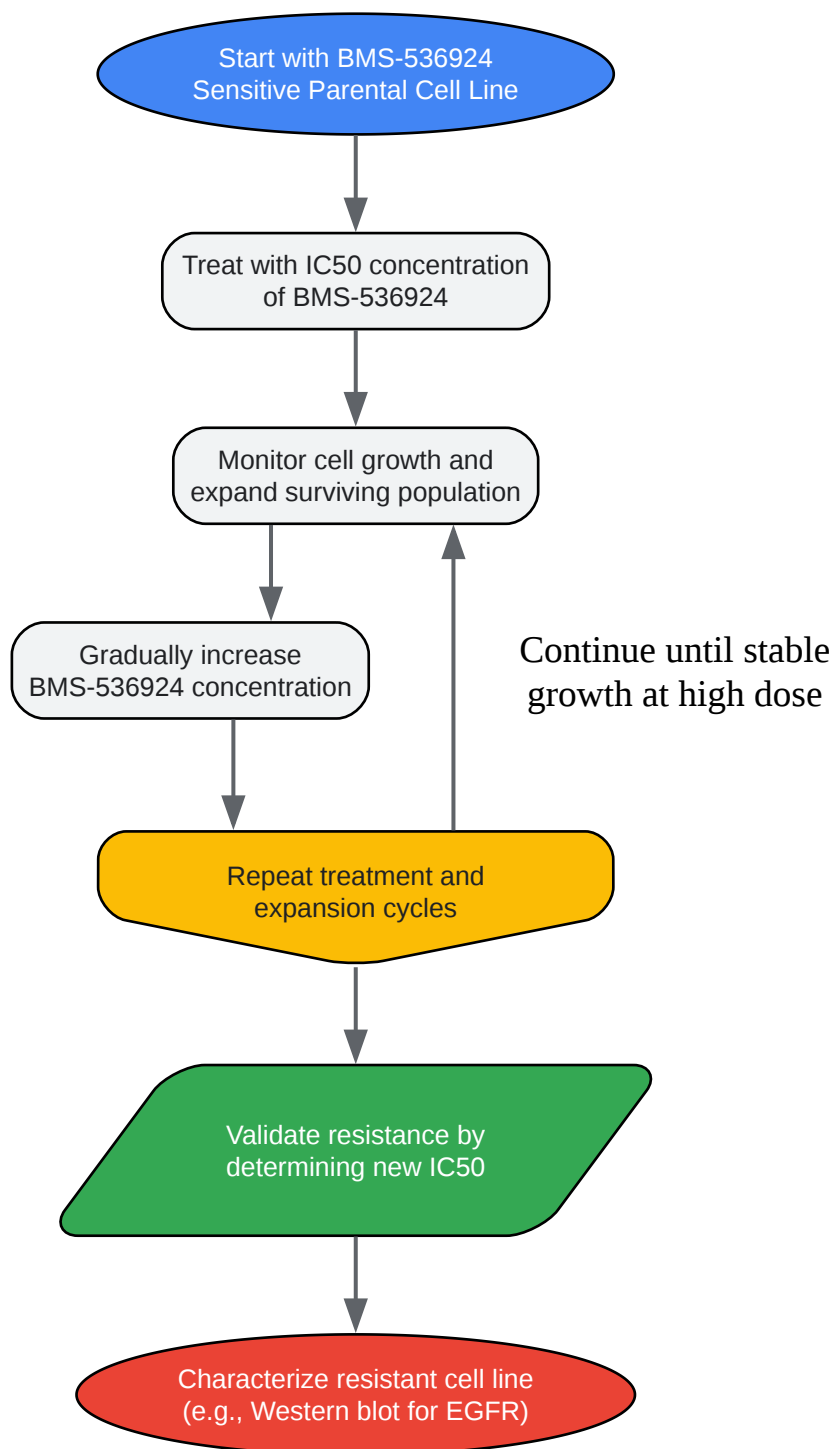 Start with BMS-536924
Sensitive Parental Cell Line
Treat with IC50 concentration
of BMS-536924
Monitor cell growth and
expand surviving population
Gradually increase
BMS-536924 concentration
Continue until stable
growth at high dose
Repeat treatment and
expansion cycles
Validate resistance by
determining new IC50
Characterize resistant cell line
(e.g., Western blot for EGFR)